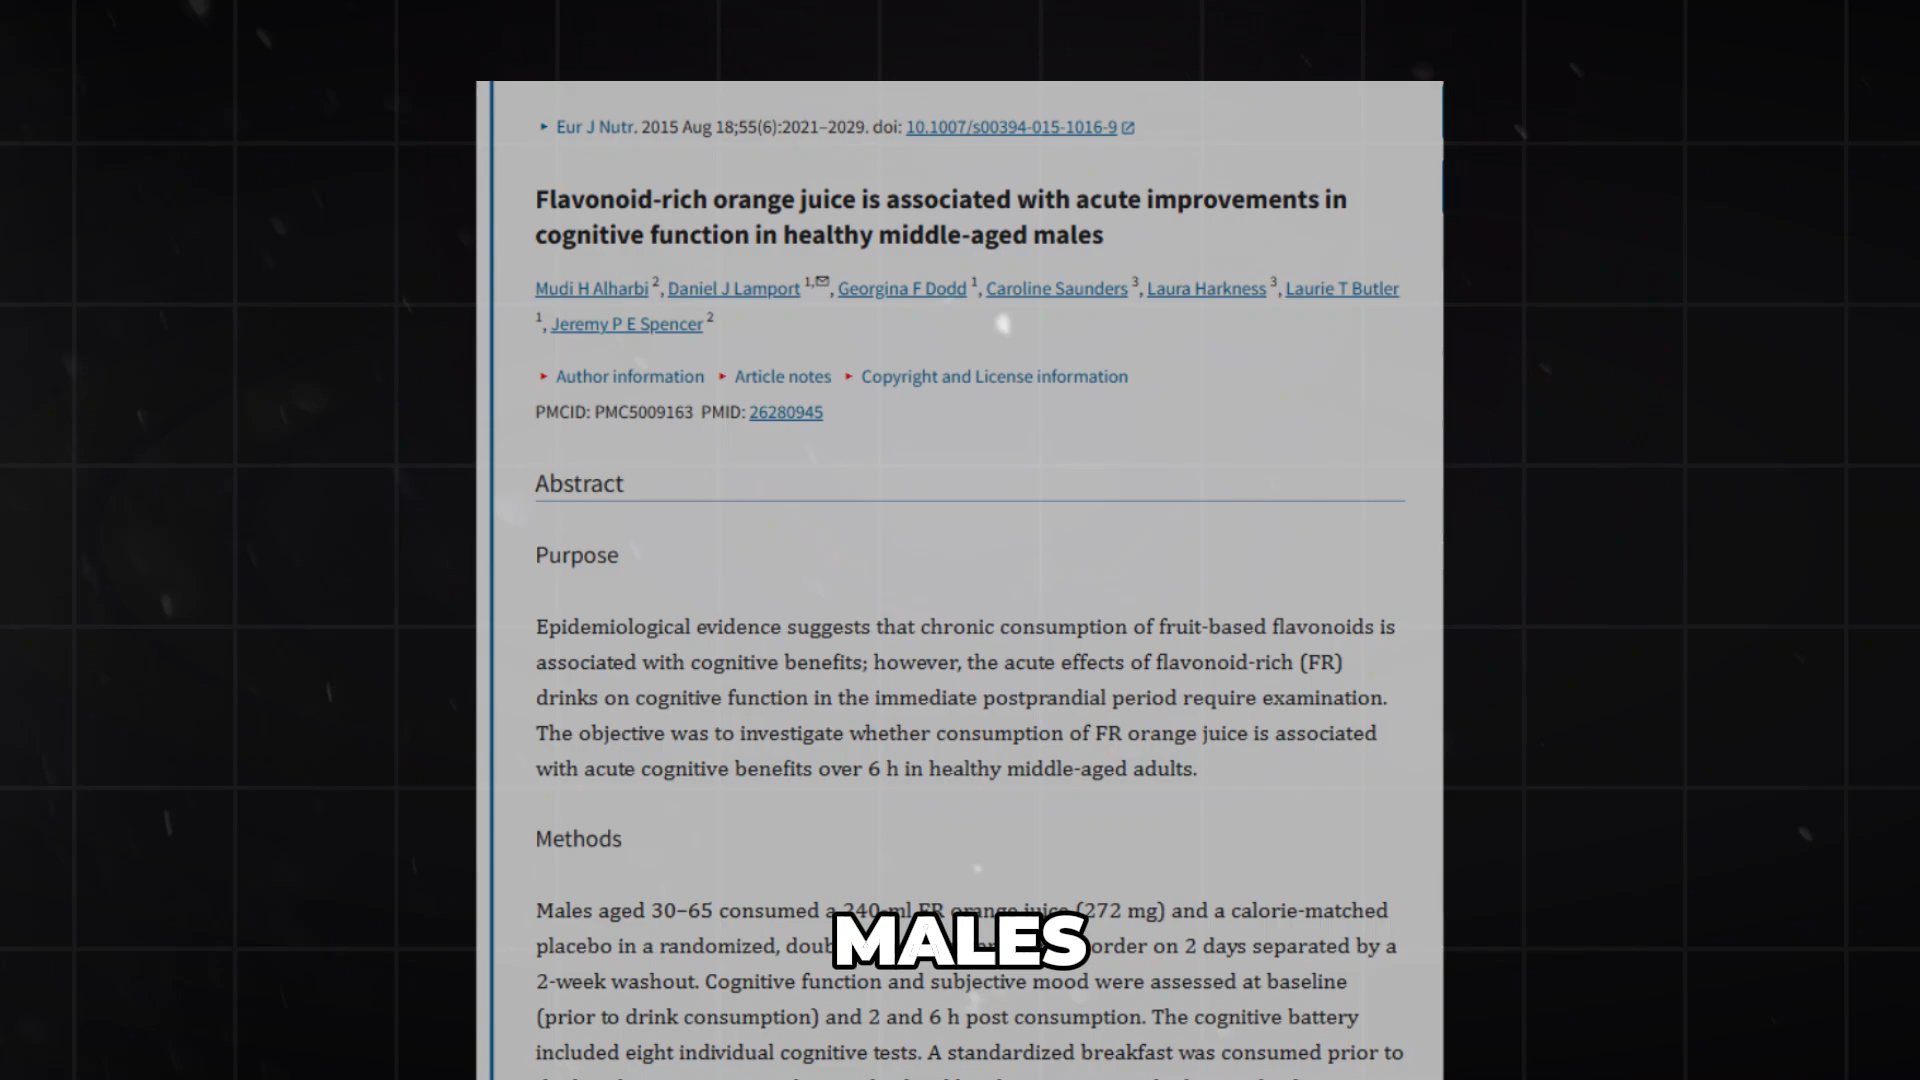 Eur J Nutr. 2015 Aug 18;55(6):2021–2029. doi: 10.1007/s00394-015-1016-9
Flavonoid-rich orange juice is associated with acute improvements in
cognitive function in healthy middle-aged males
Mudi H Alharbi 2, Daniel J Lamport 1,✉, Georgina F Dodd 1, Caroline Saunders 3, Laura Harkness 3, Laurie T Butler
1, Jeremy P E Spencer 2
Author information Article notes Copyright and License information
PMCID: PMC5009163 PMID: 26280945
Abstract
Purpose
Epidemiological evidence suggests that chronic consumption of fruit-based flavonoids is
associated with cognitive benefits; however, the acute effects of flavonoid-rich (FR)
drinks on cognitive function in the immediate postprandial period require examination.
The objective was to investigate whether consumption of FR orange juice is associated
with acute cognitive benefits over 6 h in healthy middle-aged adults.
Methods
Males aged 30–65 consumed a 240-ml FR orange juice (272 mg) and a calorie-matched
placebo in a randomized, order on 2 days separated by a
MALES
2-week washout. Cognitive function and subjective mood were assessed at baseline
(prior to drink consumption) and 2 and 6 h post consumption. The cognitive battery
included eight individual cognitive tests. A standardized breakfast was consumed prior to